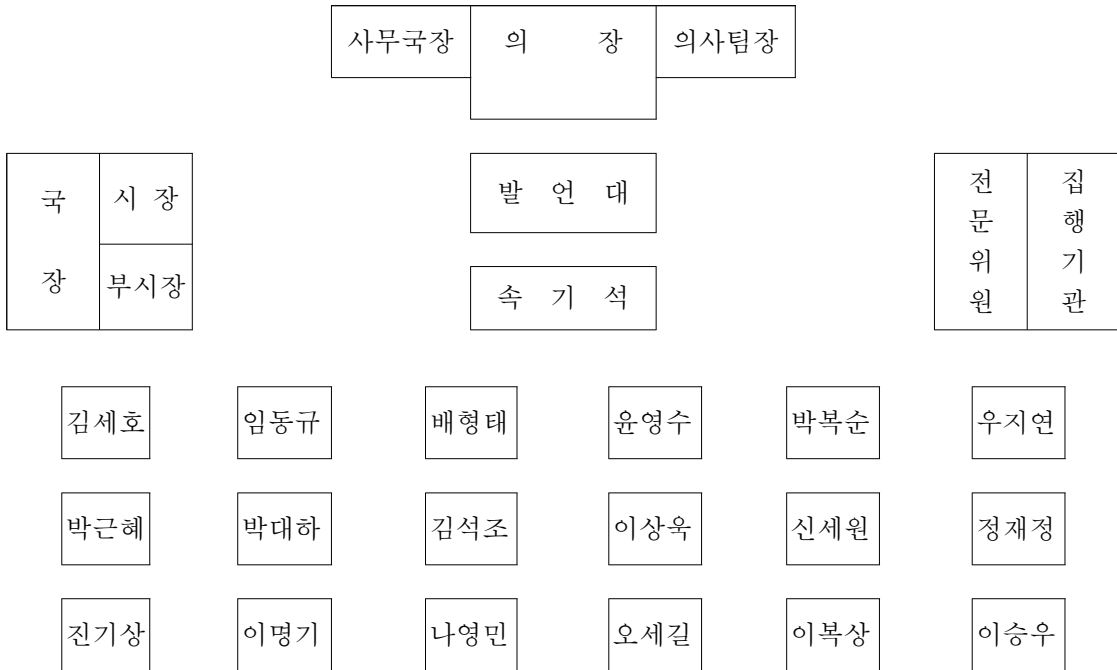 사무국장 의 장 의사팀장
국 장
시 장
부시장
발 언 대
속 기 석
전문위원
집행기관
김세호 임동규 배형태 윤영수 박복순 우지연
박근혜 박대하 김석조 이상욱 신세원 정재정
진기상 이명기 나영민 오세길 이복상 이승우